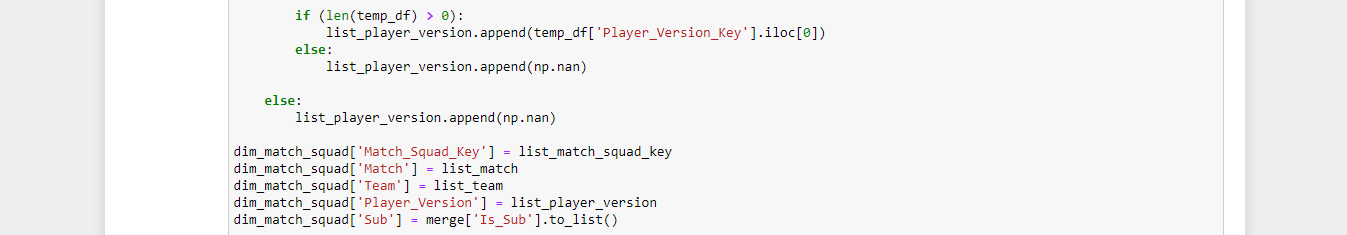 if (len(temp_df) > 0):
            list_player_version.append(temp_df['Player_Version_Key'].iloc[0])
        else:
            list_player_version.append(np.nan)

    else:
        list_player_version.append(np.nan)

dim_match_squad['Match_Squad_Key'] = list_match_squad_key
dim_match_squad['Match'] = list_match
dim_match_squad['Team'] = list_team
dim_match_squad['Player_Version'] = list_player_version
dim_match_squad['Sub'] = merge['Is_Sub'].to_list()